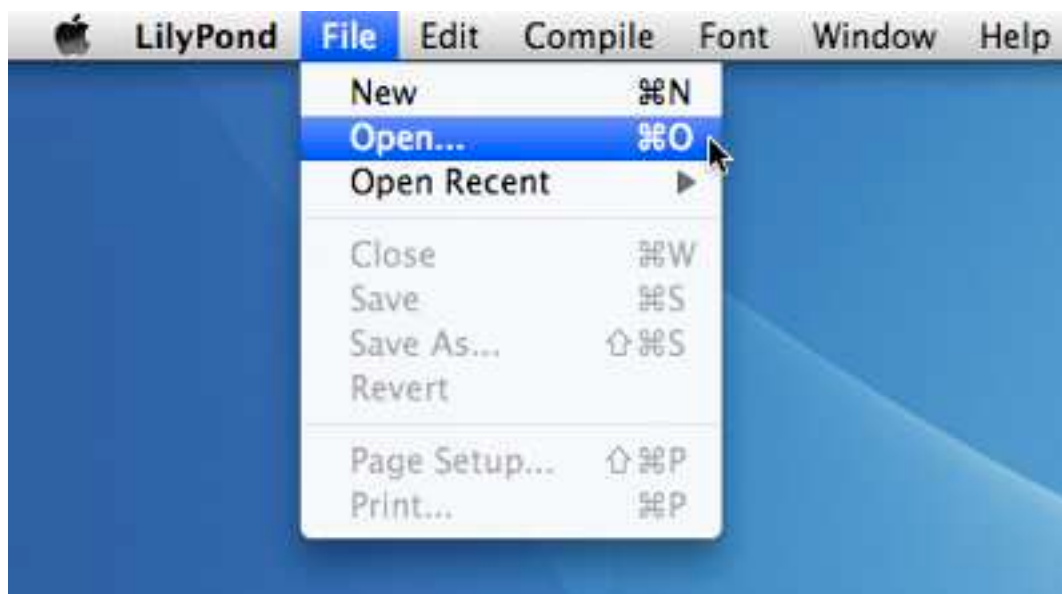 LilyPond File Edit Compile Font Window Help
New ⌘N
Open... ⌘O
Open Recent ▶
Close ⌘W
Save ⌘S
Save As... ⇧⌘S
Revert
Page Setup... ⇧⌘P
Print... ⌘P